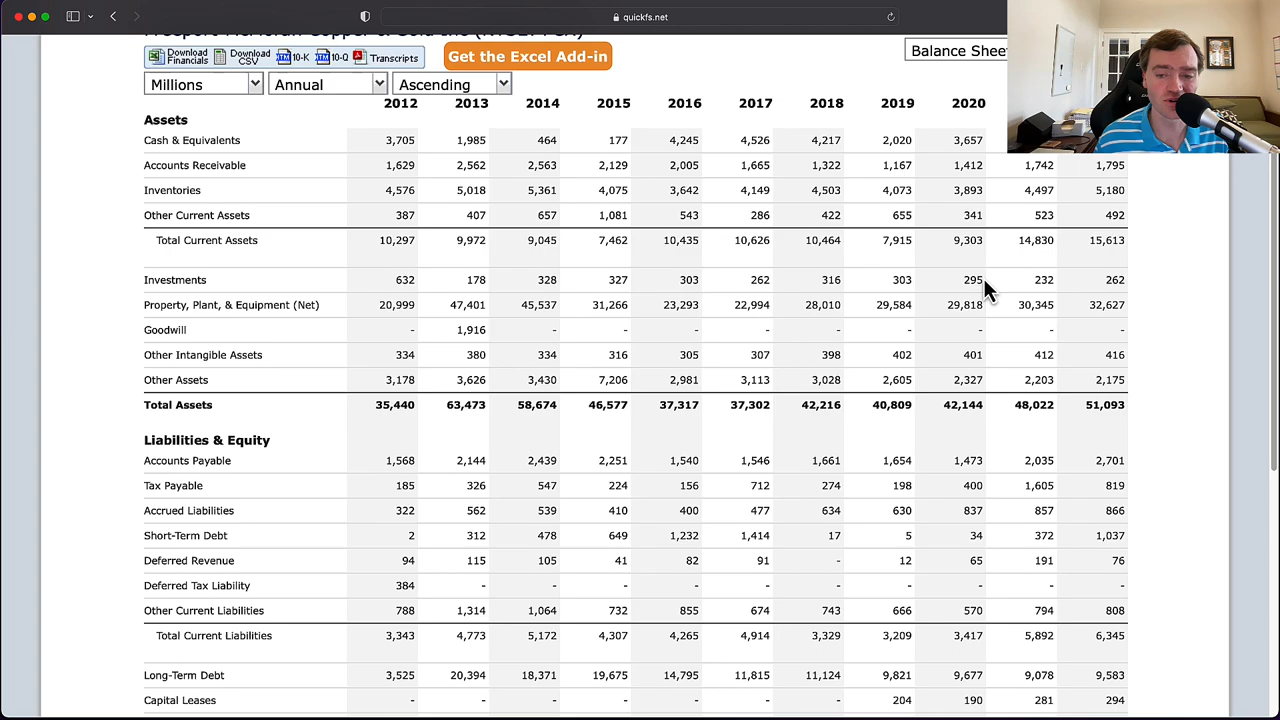 quickfs.net
Download Financials
Download CSV
10-K
10-Q
Transcripts
Get the Excel Add-in
Balance Shee
Millions Annual Ascending
2012 2013 2014 2015 2016 2017 2018 2019 2020
Assets
Cash & Equivalents 3,705 1,985 464 177 4,245 4,526 4,217 2,020 3,657
Accounts Receivable 1,629 2,562 2,563 2,129 2,005 1,665 1,322 1,167 1,412 1,742 1,795
Inventories 4,576 5,018 5,361 4,075 3,642 4,149 4,503 4,073 3,893 4,497 5,180
Other Current Assets 387 407 657 1,081 543 286 422 655 341 523 492
Total Current Assets 10,297 9,972 9,045 7,462 10,435 10,626 10,464 7,915 9,303 14,830 15,613
Investments 632 178 328 327 303 262 316 303 295 232 262
Property, Plant, & Equipment (Net) 20,999 47,401 45,537 31,266 23,293 22,994 28,010 29,584 29,818 30,345 32,627
Goodwill - 1,916 - - - - - - - - -
Other Intangible Assets 334 380 334 316 305 307 398 402 401 412 416
Other Assets 3,178 3,626 3,430 7,206 2,981 3,113 3,028 2,605 2,327 2,203 2,175
Total Assets 35,440 63,473 58,674 46,577 37,317 37,302 42,216 40,809 42,144 48,022 51,093
Liabilities & Equity
Accounts Payable 1,568 2,144 2,439 2,251 1,540 1,546 1,661 1,654 1,473 2,035 2,701
Tax Payable 185 326 547 224 156 712 274 198 400 1,605 819
Accrued Liabilities 322 562 539 410 400 477 634 630 837 857 866
Short-Term Debt 2 312 478 649 1,232 1,414 17 5 34 372 1,037
Deferred Revenue 94 115 105 41 82 91 - 12 65 191 76
Deferred Tax Liability 384 - - - - - - - - - -
Other Current Liabilities 788 1,314 1,064 732 855 674 743 666 570 794 808
Total Current Liabilities 3,343 4,773 5,172 4,307 4,265 4,914 3,329 3,209 3,417 5,892 6,345
Long-Term Debt 3,525 20,394 18,371 19,675 14,795 11,815 11,124 9,821 9,677 9,078 9,583
Capital Leases - - - - - - - 204 190 281 294